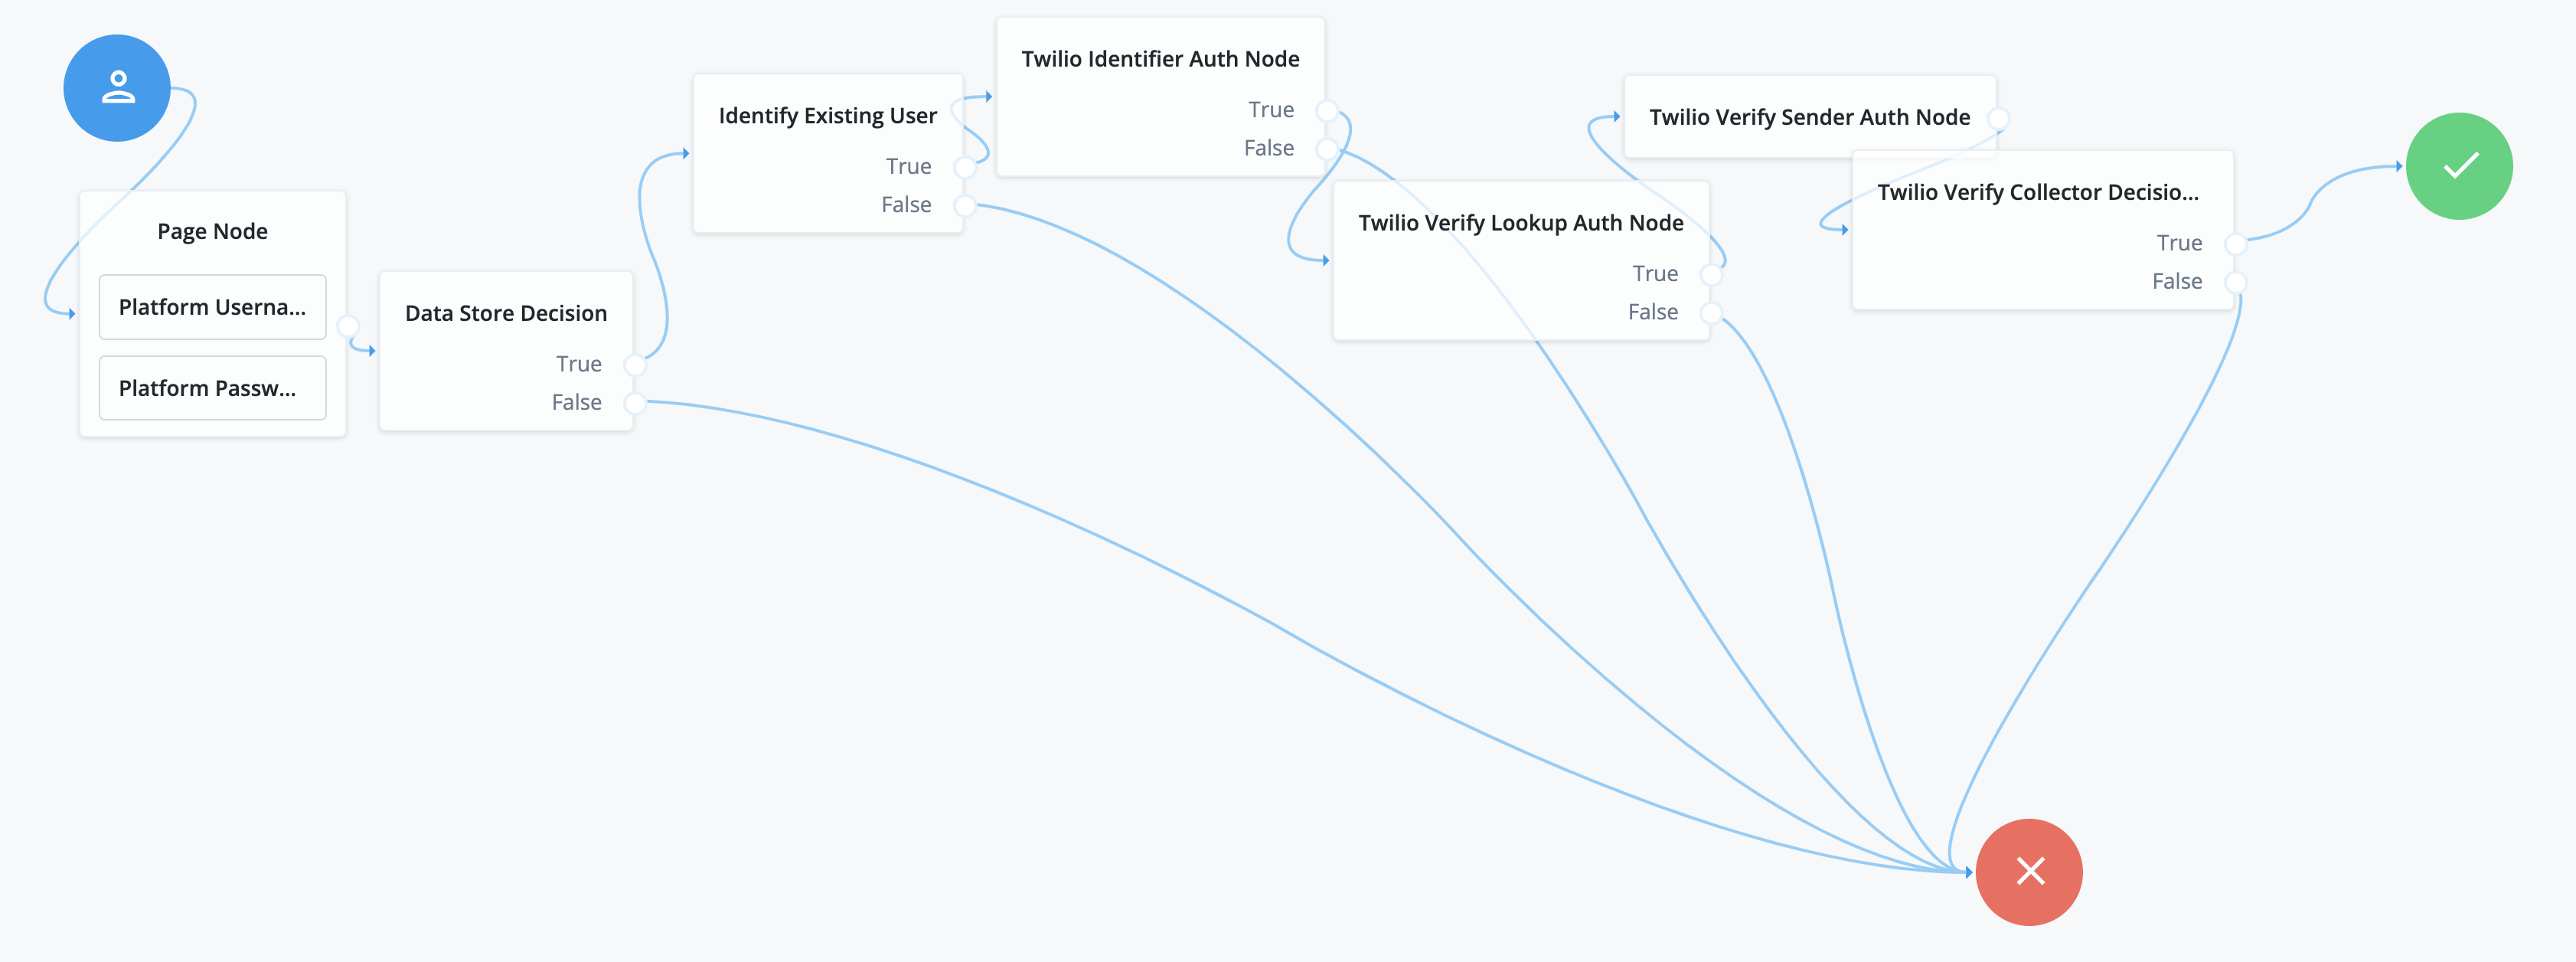 Page Node
Platform Userna...
Platform Passw...
Data Store Decision
True
False
Identify Existing User
True
False
Twilio Identifier Auth Node
True
False
Twilio Verify Lookup Auth Node
True
False
Twilio Verify Sender Auth Node
Twilio Verify Collector Decisio...
True
False